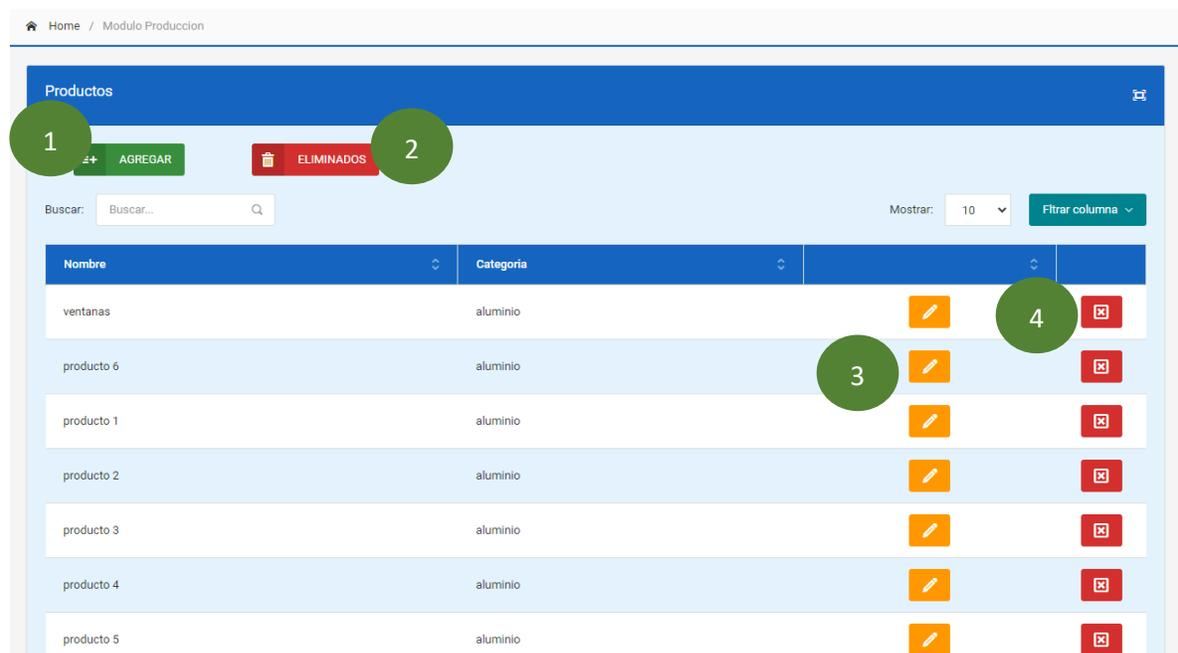 Home / Modulo Produccion
Productos
1
2
AGREGAR
ELIMINADOS
Buscar: Buscar...
Mostrar: 10 Fltrar columna
Nombre Categoria
ventanas aluminio
4
producto 6 aluminio
3
producto 1 aluminio
producto 2 aluminio
producto 3 aluminio
producto 4 aluminio
producto 5 aluminio